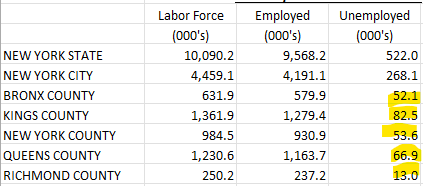 Labor Force Employed Unemployed
(000's) (000's) (000's)
NEW YORK STATE 10,090.2 9,568.2 522.0
NEW YORK CITY 4,459.1 4,191.1 268.1
BRONX COUNTY 631.9 579.9 52.1
KINGS COUNTY 1,361.9 1,279.4 82.5
NEW YORK COUNTY 984.5 930.9 53.6
QUEENS COUNTY 1,230.6 1,163.7 66.9
RICHMOND COUNTY 250.2 237.2 13.0